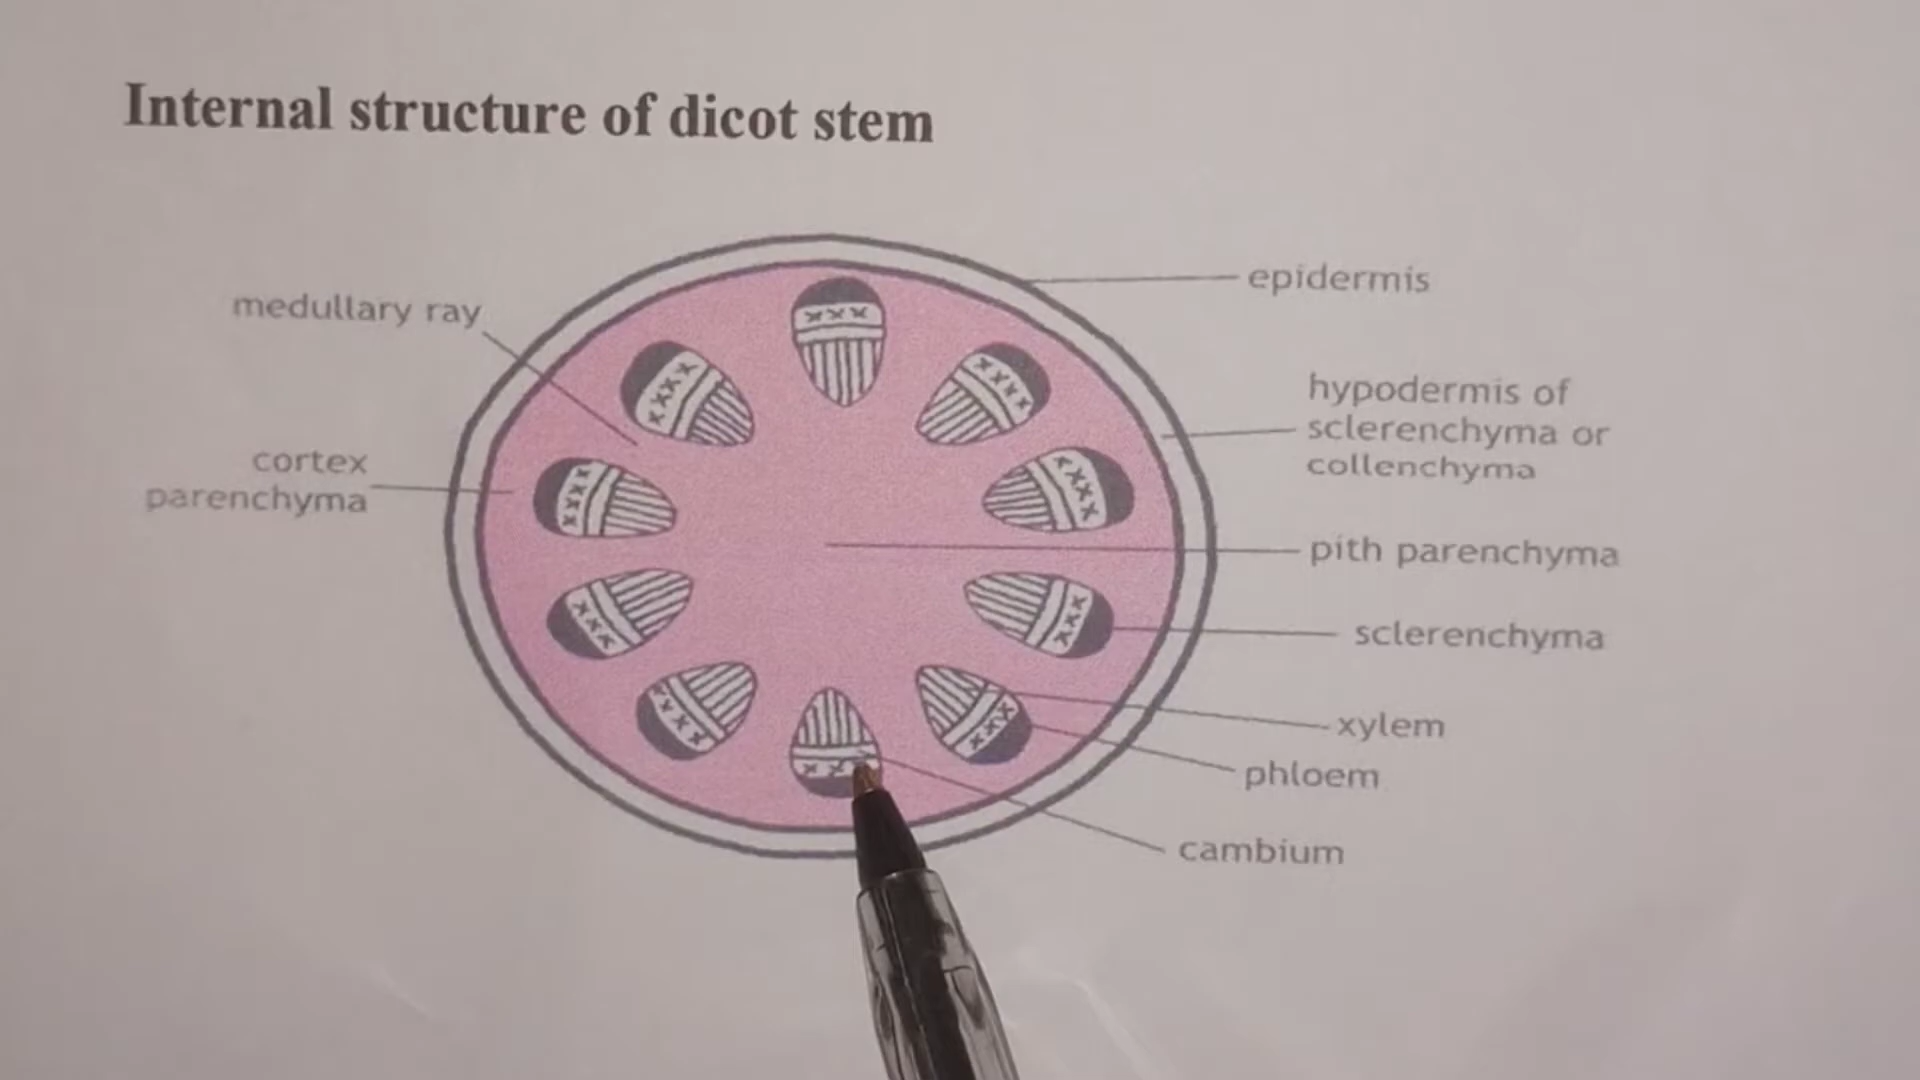 Internal structure of dicot stem
medullary ray
cortex
parenchyma
epidermis
hypodermis of
sclerenchyma or
collenchyma
pith parenchyma
sclerenchyma
xylem
phloem
cambium